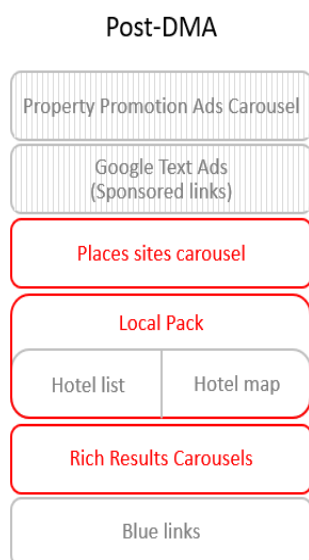 Post-DMA
Property Promotion Ads Carousel
Google Text Ads
(Sponsored links)
Places sites carousel
Local Pack
Hotel list
Hotel map
Rich Results Carousels
Blue links